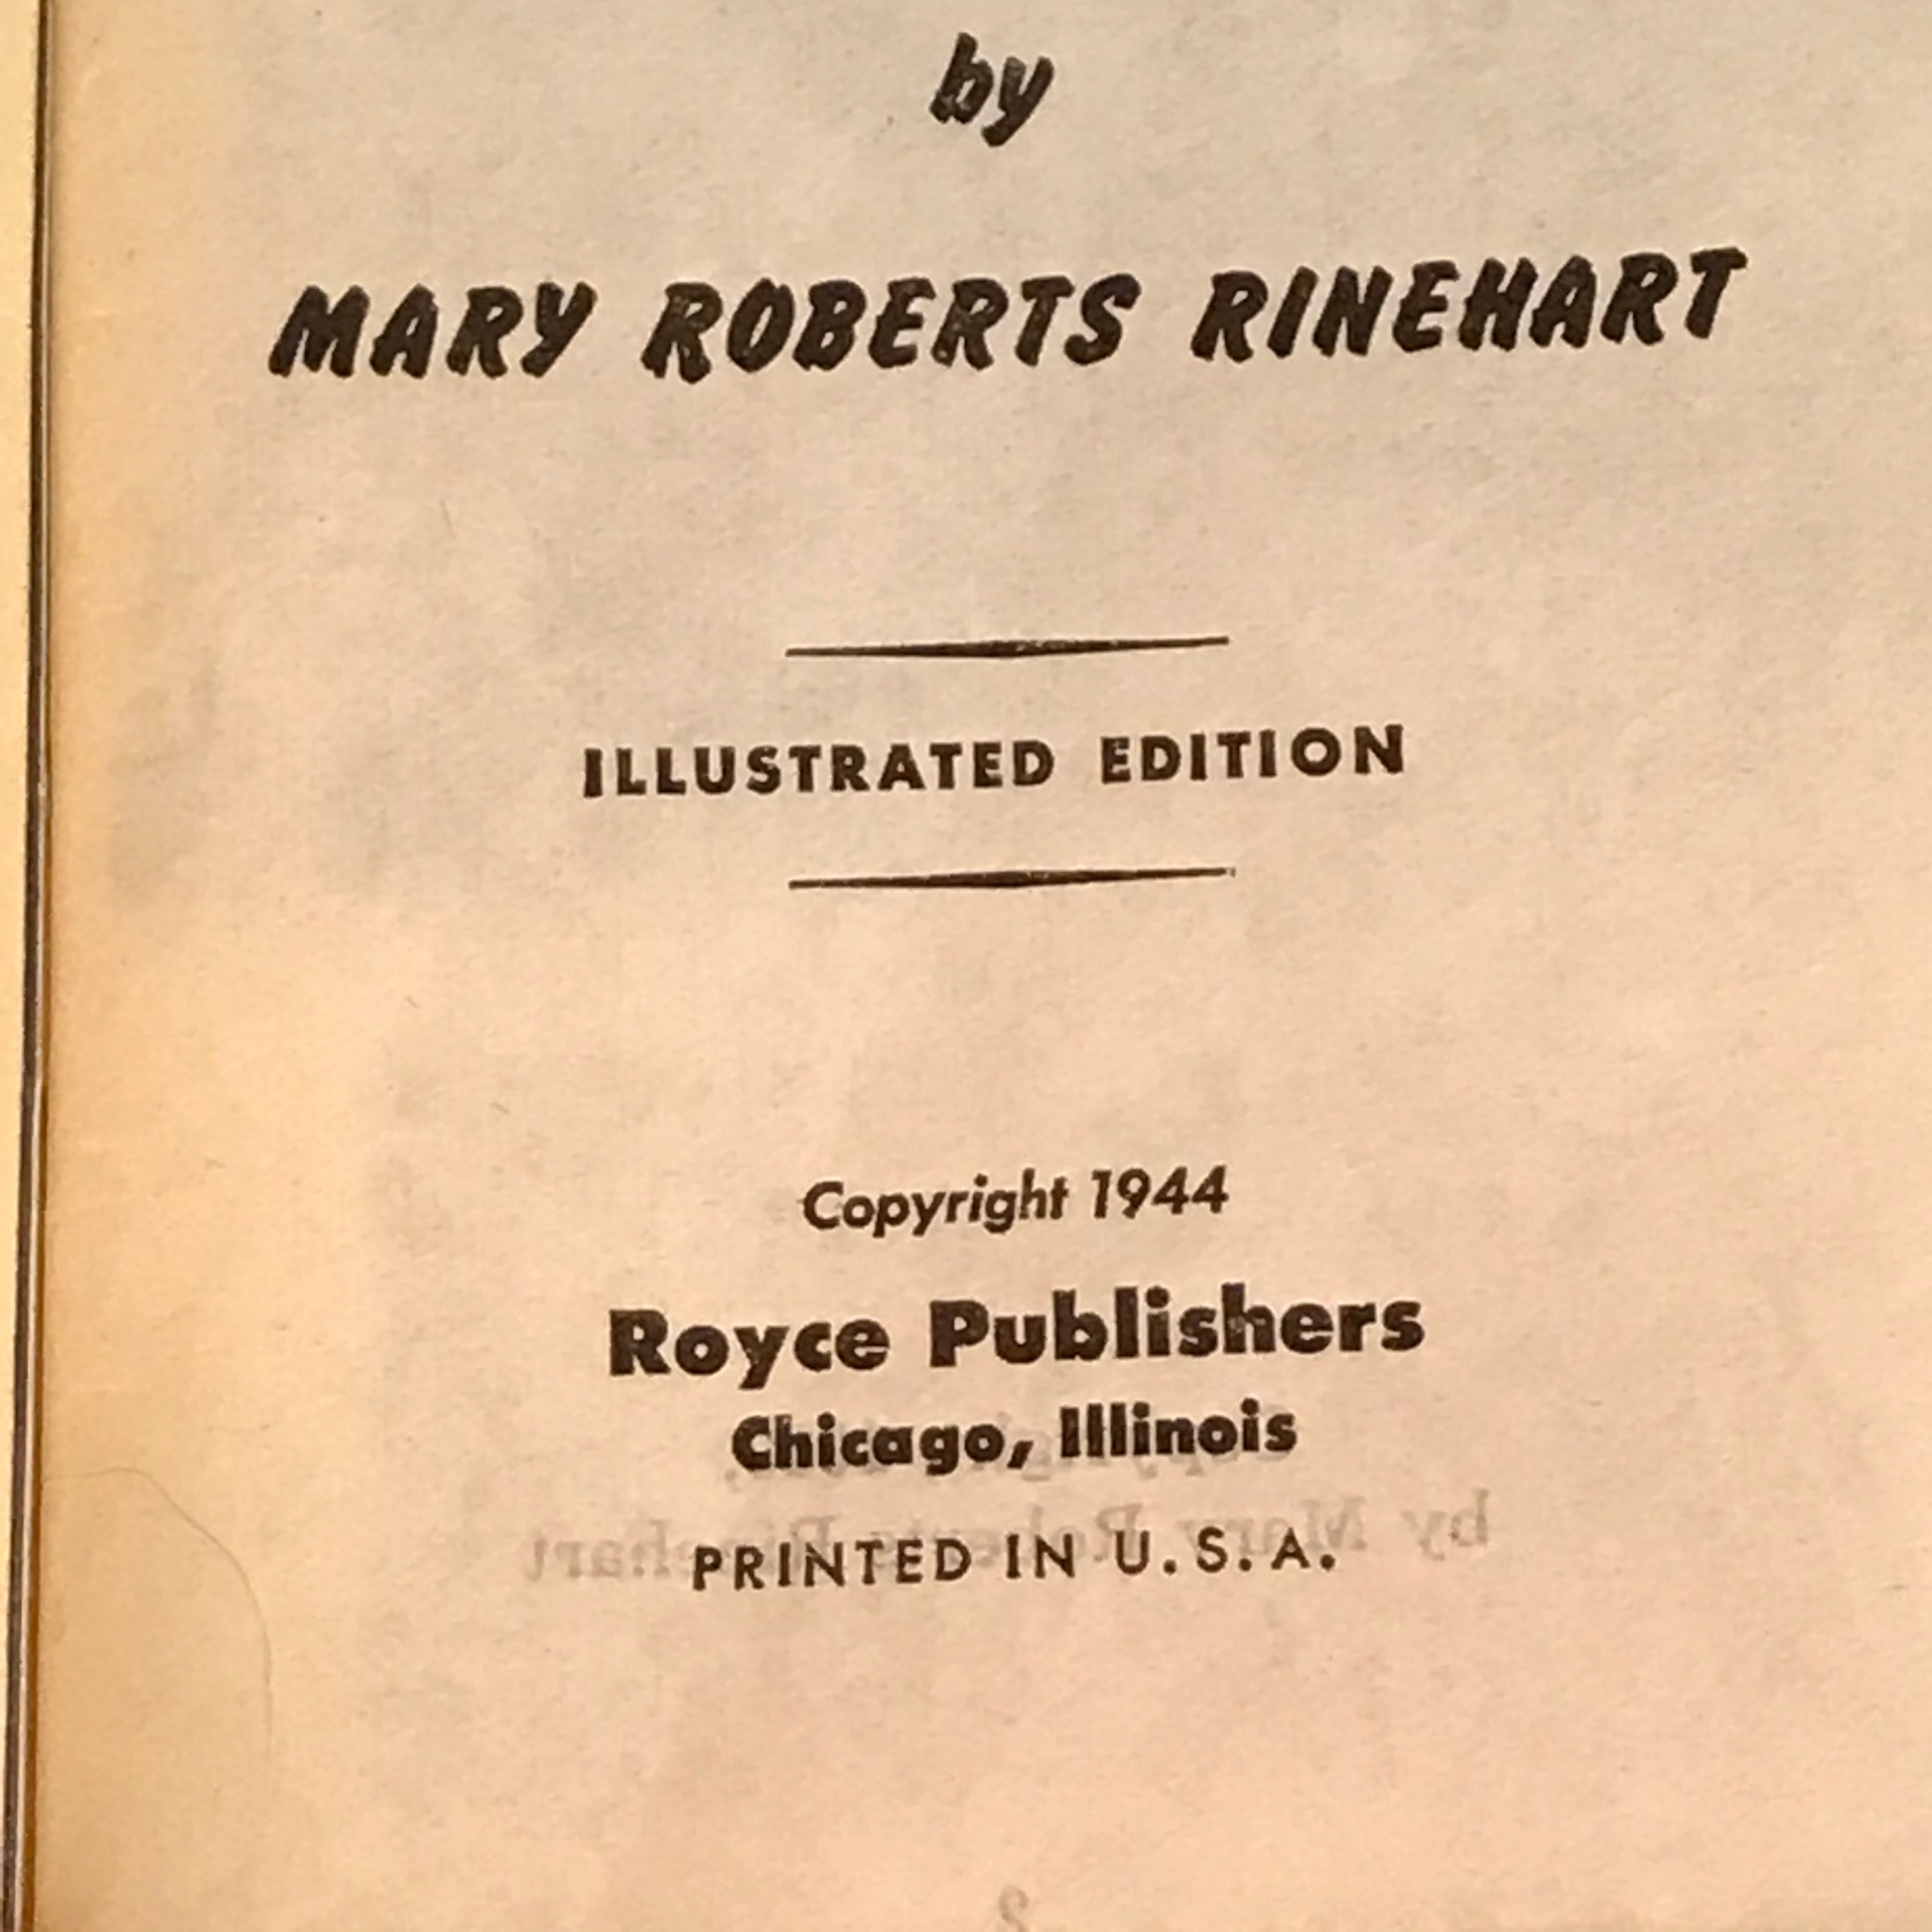 by
MARY ROBERTS RINEHART
ILLUSTRATED EDITION
Copyright 1944
Royce Publishers
Chicago, Illinois
PRINTED IN U.S.A.